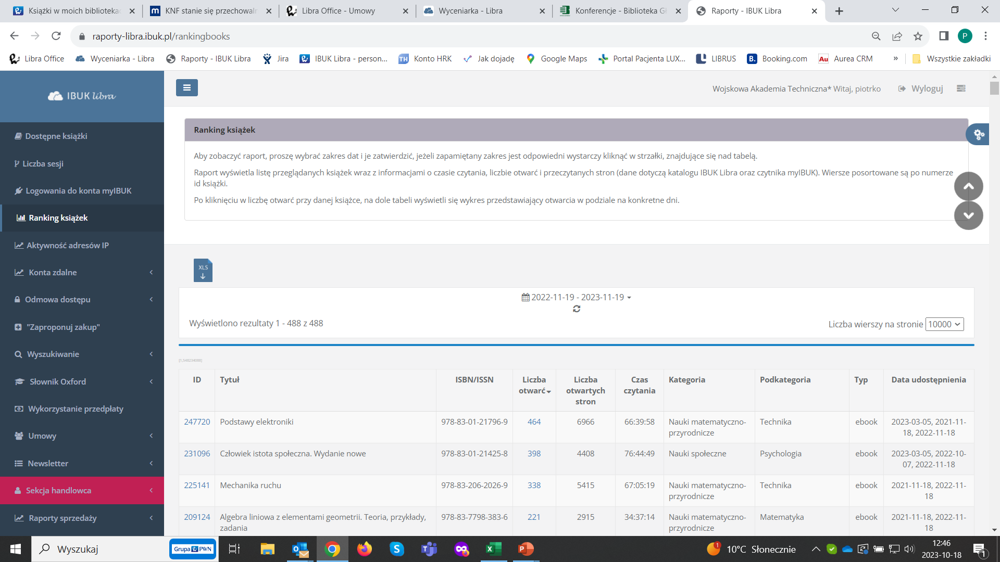 Książki w moich biblioteka
KNF stanie się przechowaln
Libra Office - Umowy
Wyceniarka - Libra
Konferencje - Biblioteka Gł
Raporty - IBUK Libra
raporty-libra.ibuk.pl/rankingbooks
P
Libra Office
Wyceniarka - Libra
Raporty - IBUK Libra
Jira
IBUK Libra - person...
TH Konto HRK
Jak dojadę
Google Maps
Portal Pacjenta LUX...
LIBRUS
B. Booking.com
Au Aurea CRM
»
Wszystkie zakładki
IBUK libra
Wojskowa Akademia Techniczna* Witaj, piotrko
Wyloguj
Dostępne książki
Liczba sesji
Logowania do konta myIBUK
Ranking książek
Aktywność adresów IP
Konta zdalne
Odmowa dostępu
"Zaproponuj zakup"
Wyszukiwanie
Słownik Oxford
Wykorzystanie przedpłaty
Umowy
Newsletter
Sekcja handlowca
Raporty sprzedaży
Ranking książek
Aby zobaczyć raport, proszę wybrać zakres dat i je zatwierdzić, jeżeli zapamiętany zakres jest odpowiedni wystarczy kliknąć w strzałki, znajdujące się nad tabelą.
Raport wyświetla listę przeglądanych książek wraz z informacjami o czasie czytania, liczbie otwarć i przeczytanych stron (dane dotyczą katalogu IBUK Libra oraz czytnika myIBUK). Wiersze posortowane są po numerze
id książki.
Po kliknięciu w liczbę otwarć przy danej książce, na dole tabeli wyświetli się wykres przedstawiający otwarcia w podziale na konkretne dni.
XLS
2022-11-19 - 2023-11-19
Wyświetlono rezultaty 1 - 488 z 488
Liczba wierszy na stronie 10000
[1,548234088]
ID Tytuł ISBN/ISSN Liczba otwarć Liczba otwartych stron Czas czytania Kategoria Podkategoria Typ Data udostępnienia
247720 Podstawy elektroniki 978-83-01-21796-9 464 6966 66:39:58 Nauki matematyczno-przyrodnicze Technika ebook 2023-03-05, 2021-11-18, 2022-11-18
231096 Człowiek istota społeczna. Wydanie nowe 978-83-01-21425-8 398 4408 76:44:49 Nauki społeczne Psychologia ebook 2023-03-05, 2022-10-07, 2022-11-18
225141 Mechanika ruchu 978-83-206-2026-9 338 5415 67:05:19 Nauki matematyczno-przyrodnicze Technika ebook 2021-11-18, 2022-11-18
209124 Algebra liniowa z elementami geometrii. Teoria, przykłady, zadania 978-83-7798-383-6 221 2915 34:37:14 Nauki matematyczno-przyrodnicze Matematyka ebook 2021-11-18, 2022-11-18
Wyszukaj
Grupa PWN
1
10°C Słonecznie
12:46
2023-10-18
1